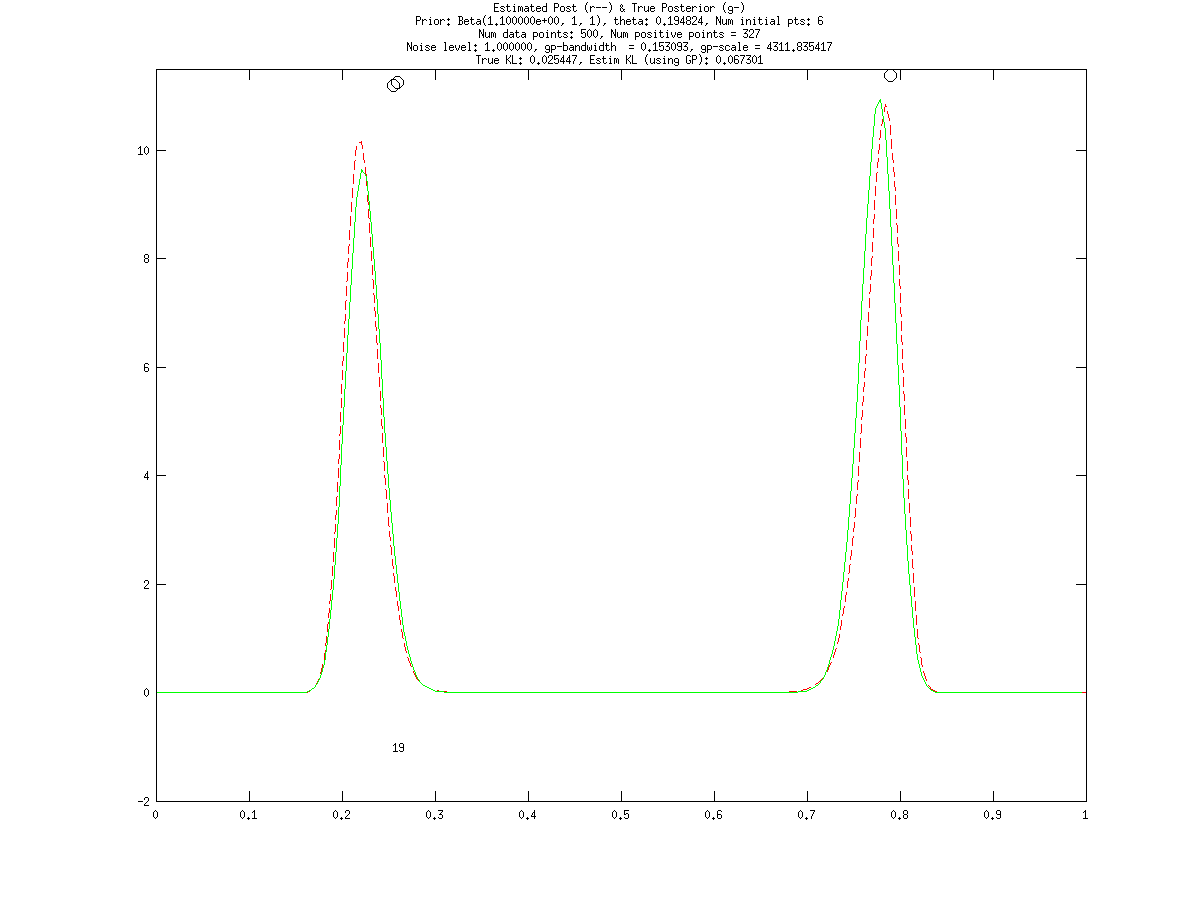 Estimated Post (r--) & True Posterior (g-)
Prior: Beta(1.100000e+00, 1, 1), theta: 0.194824, Num initial pts: 6
Num data points: 500, Num positive points = 327
Noise level: 1.000000, gp-bandwidth  = 0.153093, gp-scale = 4311.835417
True KL: 0.025447, Estim KL (using GP): 0.067301
10
8
6
4
2
0
19
-2
0 0.1 0.2 0.3 0.4 0.5 0.6 0.7 0.8 0.9 1